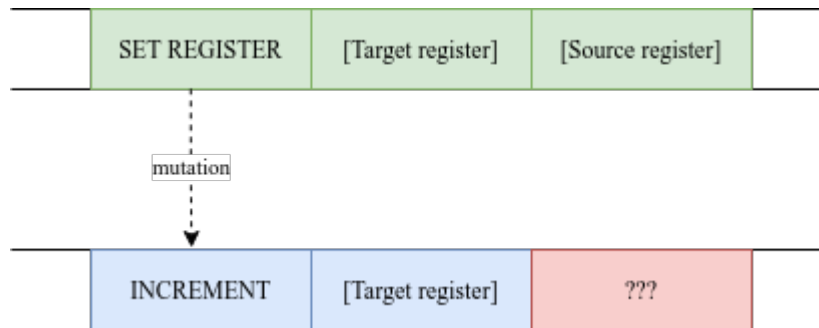 SET REGISTER [Target register] [Source register]
mutation
INCREMENT [Target register] ???